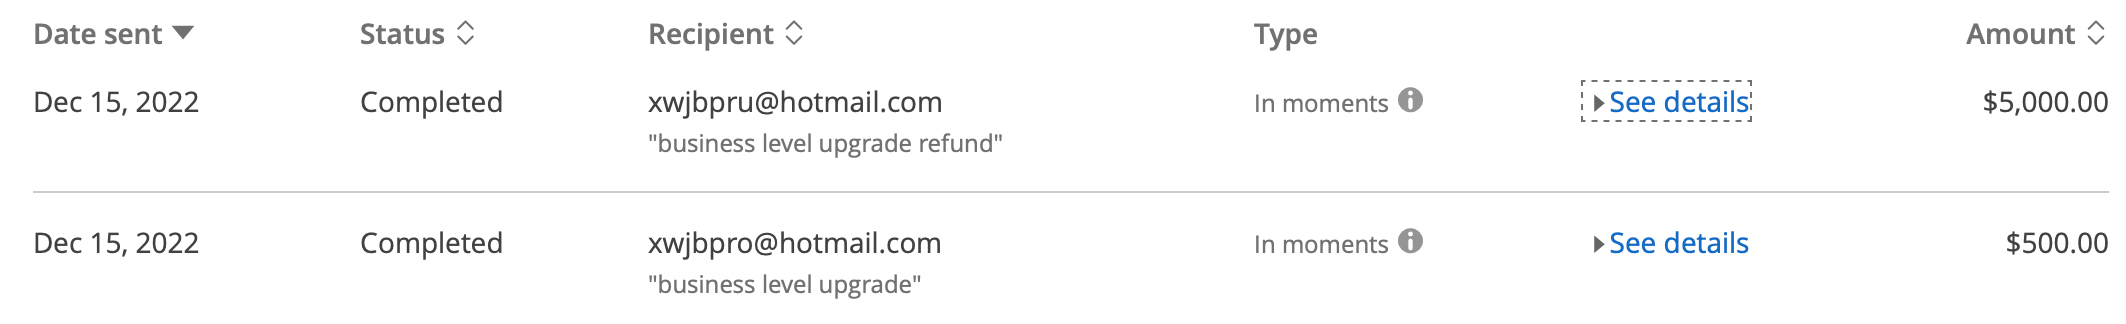 Date sent Status Recipient Type Amount
Dec 15, 2022 Completed xwjbpru@hotmail.com In moments See details $5,000.00
"business level upgrade refund"
Dec 15, 2022 Completed xwjbpro@hotmail.com In moments See details $500.00
"business level upgrade"